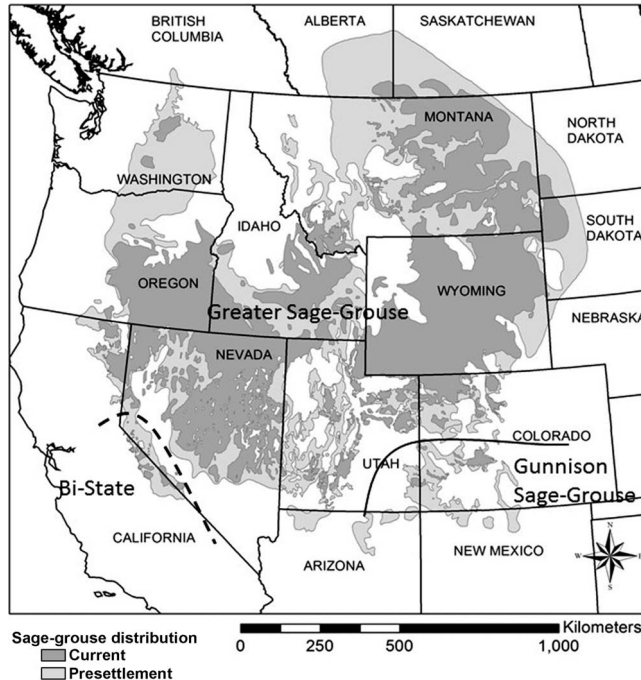 BRITISH
COLUMBIA
ALBERTA
SASKATCHEWAN
MONTANA
NORTH
DAKOTA
WASHINGTON
IDAHO
SOUTH
DAKOTA
OREGON
WYOMING
Greater Sage-Grouse
NEBRASKA
NEVADA
COLORADO
UTAH
Gunnison
Sage-Grouse
Bi-State
CALIFORNIA
ARIZONA
NEW MEXICO
N
W
E
S
Sage-grouse distribution
Current
Presettlement
Kilometers
0 250 500 1,000